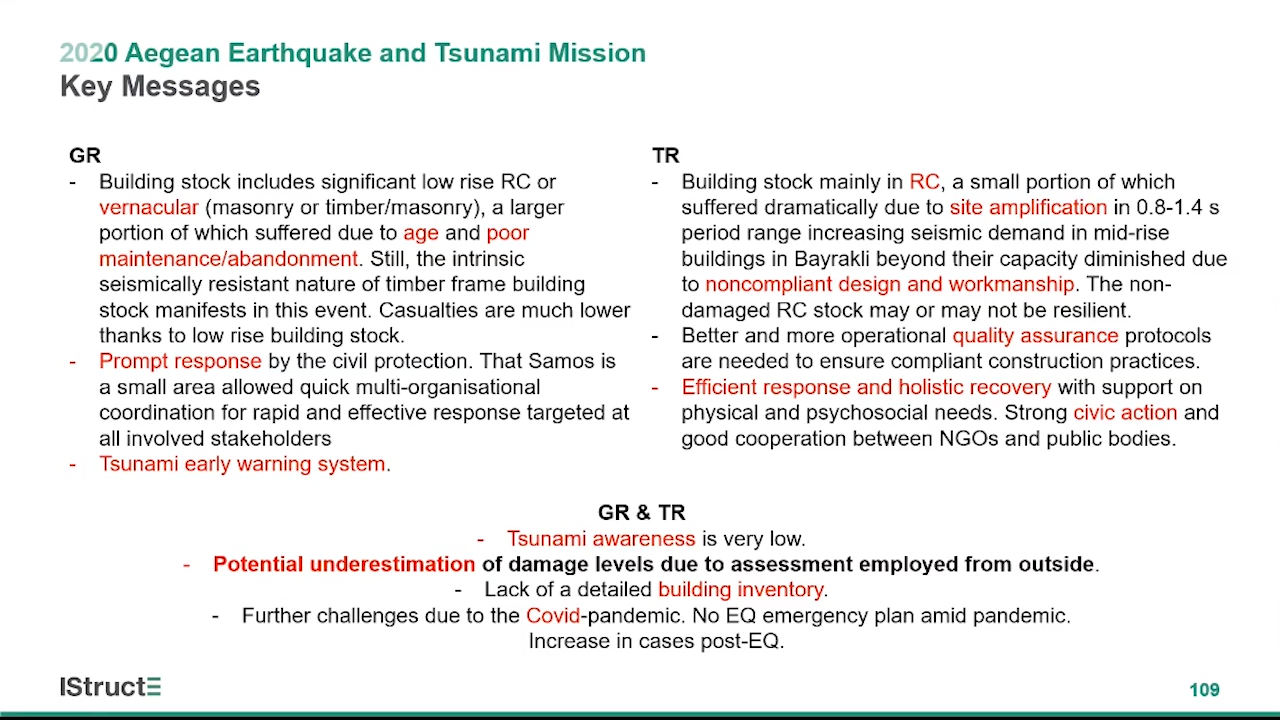 2020 Aegean Earthquake and Tsunami Mission
Key Messages
GR
- Building stock includes significant low rise RC or
vernacular (masonry or timber/masonry), a larger
portion of which suffered due to age and poor
maintenance/abandonment. Still, the intrinsic
seismically resistant nature of timber frame building
stock manifests in this event. Casualties are much lower
thanks to low rise building stock.
- Prompt response by the civil protection. That Samos is
a small area allowed quick multi-organisational
coordination for rapid and effective response targeted at
all involved stakeholders
- Tsunami early warning system.
TR
- Building stock mainly in RC, a small portion of which
suffered dramatically due to site amplification in 0.8-1.4 s
period range increasing seismic demand in mid-rise
buildings in Bayrakli beyond their capacity diminished due
to noncompliant design and workmanship. The non-
damaged RC stock may or may not be resilient.
- Better and more operational quality assurance protocols
are needed to ensure compliant construction practices.
- Efficient response and holistic recovery with support on
physical and psychosocial needs. Strong civic action and
good cooperation between NGOs and public bodies.
GR & TR
- Tsunami awareness is very low.
- Potential underestimation of damage levels due to assessment employed from outside.
- Lack of a detailed building inventory.
- Further challenges due to the Covid-pandemic. No EQ emergency plan amid pandemic.
Increase in cases post-EQ.
IStructE
109